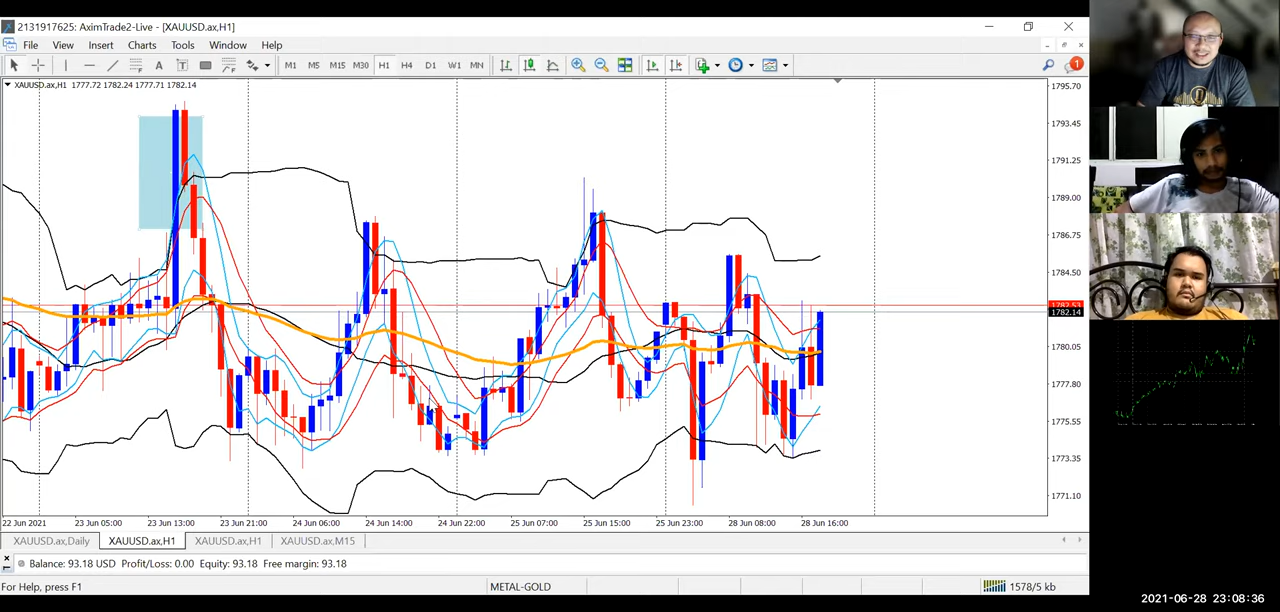 2131917625: AximTrade2-Live - [XAUUSD.ax,H1]
File View Insert Charts Tools Window Help
A T M1 M5 M15 M30 H1 H4 D1 W1 MN 1
XAUUSD.ax,H1 1777.72 1782.24 1777.71 1782.14
1795.70
1793.45
1791.25
1789.00
1786.75
1784.50
1782.53
1782.14
1780.05
1777.80
1775.55
1773.35
1771.10
22 Jun 2021 23 Jun 05:00 23 Jun 13:00 23 Jun 21:00 24 Jun 06:00 24 Jun 14:00 24 Jun 22:00 25 Jun 07:00 25 Jun 15:00 25 Jun 23:00 28 Jun 08:00 28 Jun 16:00
XAUUSD.ax,Daily XAUUSD.ax,H1 XAUUSD.ax,H1 XAUUSD.ax,M15
Balance: 93.18 USD Profit/Loss: 0.00 Equity: 93.18 Free margin: 93.18
For Help, press F1 METAL-GOLD 1578/5 kb
2021-06-28 23:08:36